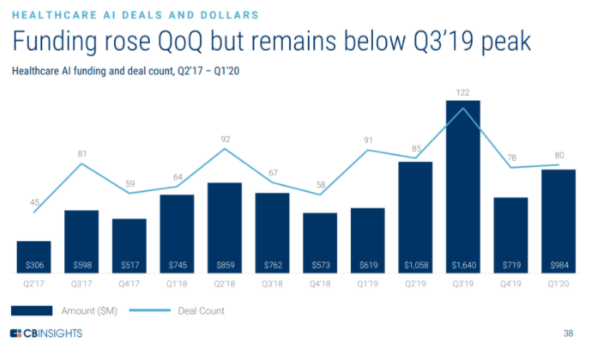 HEALTHCARE AI DEALS AND DOLLARS
Funding rose QoQ but remains below Q3'19 peak
Healthcare AI funding and deal count, Q2'17 – Q1'20
45 81 59 64 92 67 58 91 85 122 78 80
$306 $598 $517 $745 $859 $762 $573 $619 $1,058 $1,640 $719 $984
Q2'17 Q3'17 Q4'17 Q1'18 Q2'18 Q3'18 Q4'18 Q1'19 Q2'19 Q3'19 Q4'19 Q1'20
Amount ($M) Deal Count
CBINSIGHTS 38